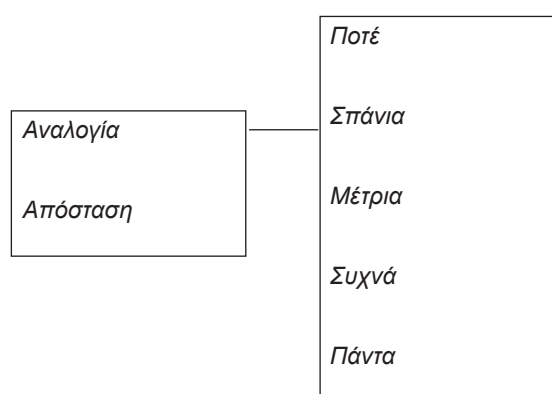 Αναλογία
Απόσταση
Ποτέ
Σπάνια
Μέτρια
Συχνά
Πάντα